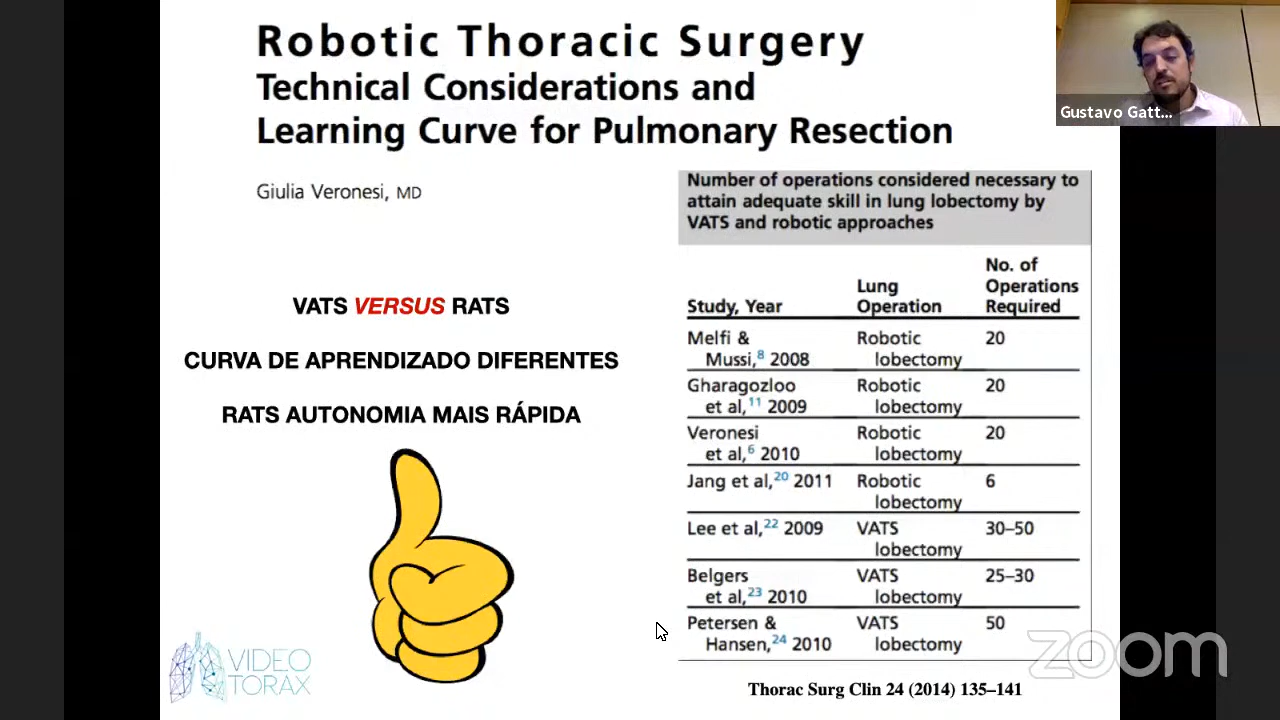 Robotic Thoracic Surgery
Technical Considerations and
Learning Curve for Pulmonary Resection
Giulia Veronesi, MD
Gustavo Gatt...
VATS VERSUS RATS
CURVA DE APRENDIZADO DIFERENTES
RATS AUTONOMIA MAIS RÁPIDA
Number of operations considered necessary to
attain adequate skill in lung lobectomy by
VATS and robotic approaches
Study, Year Lung Operation No. of Operations Required
Melfi & Mussi,8 2008 Robotic lobectomy 20
Gharagozloo et al,11 2009 Robotic lobectomy 20
Veronesi et al,6 2010 Robotic lobectomy 20
Jang et al,20 2011 Robotic lobectomy 6
Lee et al,22 2009 VATS lobectomy 30–50
Belgers et al,23 2010 VATS lobectomy 25–30
Petersen & Hansen,24 2010 VATS lobectomy 50
Thorac Surg Clin 24 (2014) 135–141
VIDEO
TORAX
zoom